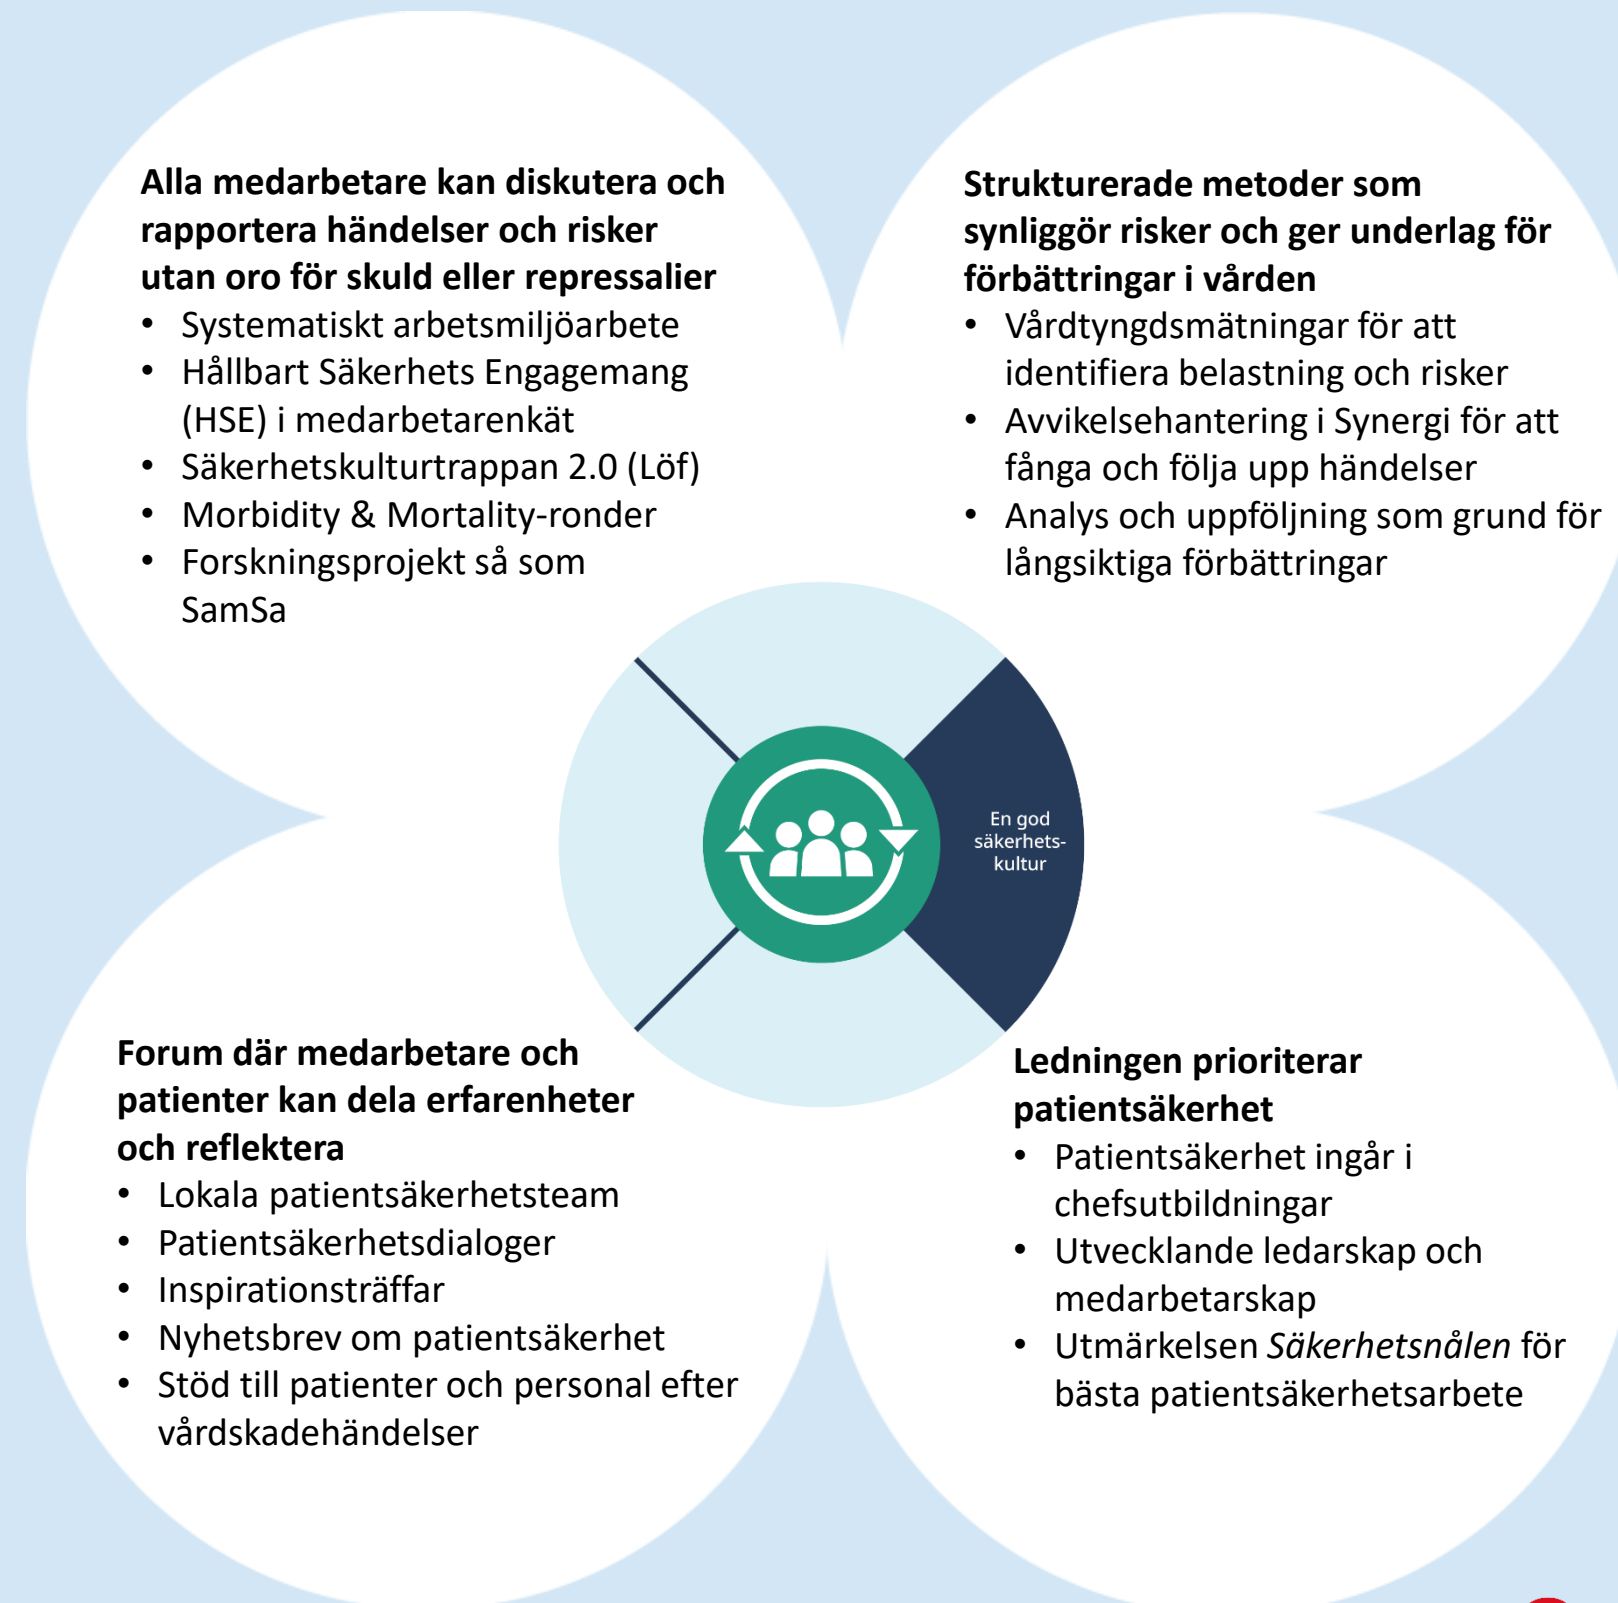 Alla medarbetare kan diskutera och
rapportera händelser och risker
utan oro för skuld eller repressalier
• Systematiskt arbetsmiljöarbete
• Hållbart Säkerhets Engagemang
(HSE) i medarbetarenkät
• Säkerhetskulturtrappan 2.0 (Löf)
• Morbidity & Mortality-ronder
• Forskningsprojekt så som
SamSa
Strukturerade metoder som
synliggör risker och ger underlag för
förbättringar i vården
• Vårdtyngdsmätningar för att
identifiera belastning och risker
• Avvikelsehantering i Synergi för att
fånga och följa upp händelser
• Analys och uppföljning som grund för
långsiktiga förbättringar
En god
säkerhets-
kultur
Forum där medarbetare och
patienter kan dela erfarenheter
och reflektera
• Lokala patientsäkerhetsteam
• Patientsäkerhetsdialoger
• Inspirationsträffar
• Nyhetsbrev om patientsäkerhet
• Stöd till patienter och personal efter
vårdskadehändelser
Ledningen prioriterar
patientsäkerhet
• Patientsäkerhet ingår i
chefsutbildningar
• Utvecklande ledarskap och
medarbetarskap
• Utmärkelsen Säkerhetsnålen för
bästa patientsäkerhetsarbete